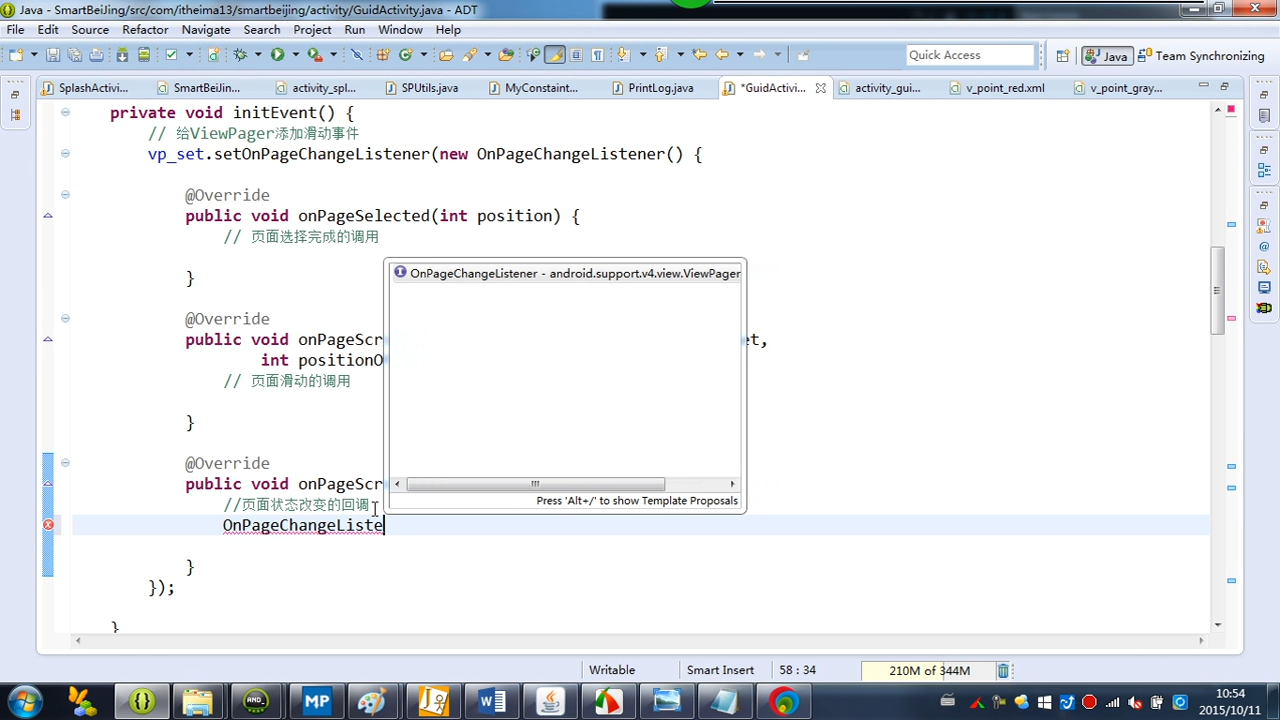 Java - SmartBeiJing/src/com/itheima13/smartbeijing/activity/GuidActivity.java - ADT
File Edit Source Refactor Navigate Search Project Run Window Help
Quick Access Java Team Synchronizing
SplashActivi... SmartBeiJin... activity_spl... SPUtils.java MyConstaint... PrintLog.java *GuidActivi... activity_gui... v_point_red.xml v_point_gray...
private void initEvent() {
// 给ViewPager添加滑动事件
vp_set.setOnPageChangeListener(new OnPageChangeListener() {
@Override
public void onPageSelected(int position) {
// 页面选择完成的调用
OnPageChangeListener - android.support.v4.view.ViewPager
}
@Override
public void onPageScr et,
int positionO
// 页面滑动的调用
}
@Override
public void onPageScr
Press 'Alt+/' to show Template Proposals
//页面状态改变的回调
OnPageChangeListe
}
});
}
Writable Smart Insert 58 : 34 210M of 344M
10:54
2015/10/11